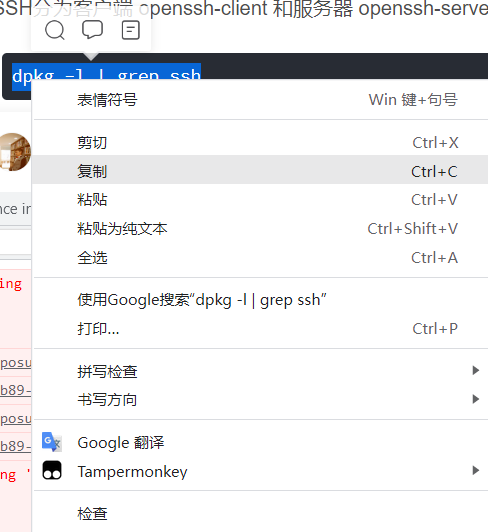 SSH分为客户端 openssh-client 和服务器 openssh-serve
dpkg -l | grep ssh
表情符号 Win 键+句号
剪切 Ctrl+X
复制 Ctrl+C
nce in
粘贴 Ctrl+V
粘贴为纯文本 Ctrl+Shift+V
全选 Ctrl+A
ing '
使用Google搜索“dpkg -l | grep ssh”
打印... Ctrl+P
posu
拼写检查
b89-
书写方向
posu
Google 翻译
b89-
Tampermonkey
ng '
检查